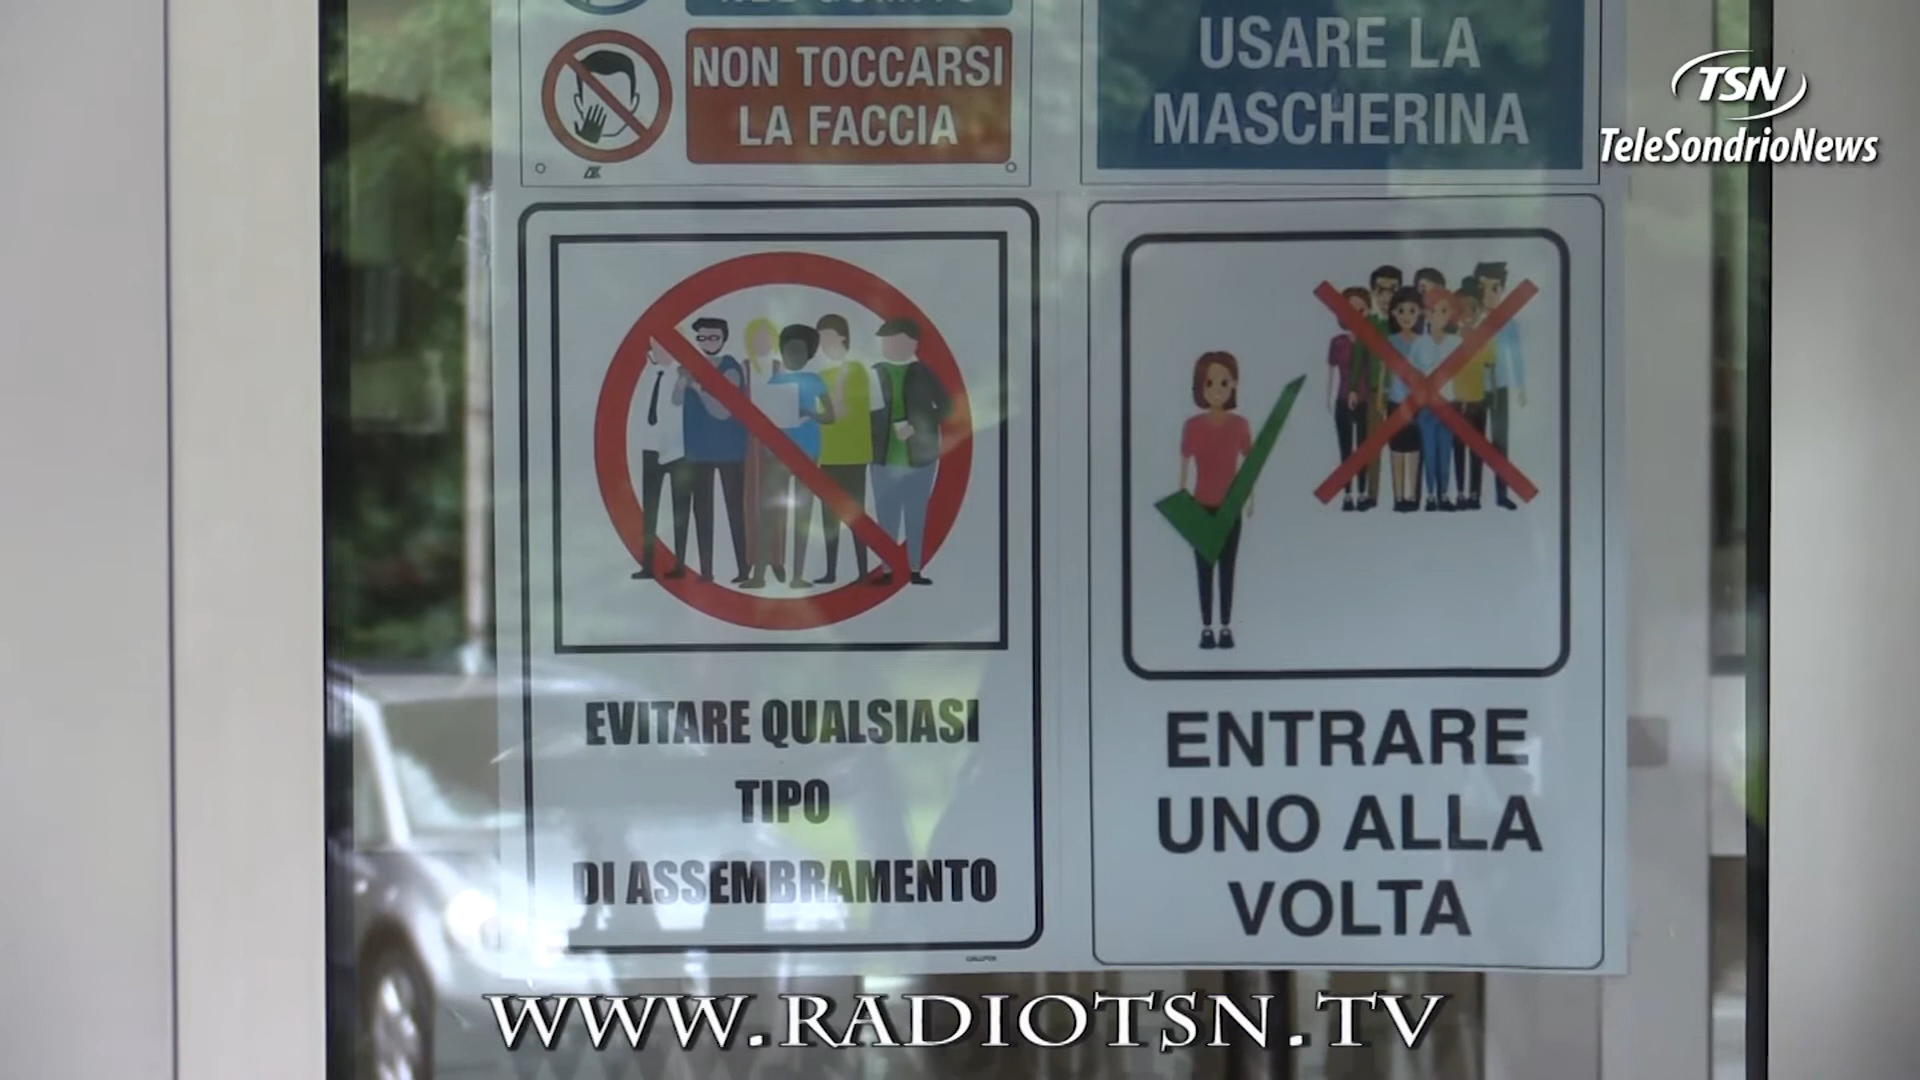 NON TOCCARSI
LA FACCIA
USARE LA
MASCHERINA
TSN
TeleSondrioNews
EVITARE QUALSIASI
TIPO
DI ASSEMBRAMENTO
ENTRARE
UNO ALLA
VOLTA
WWW.RADIOTSN.TV